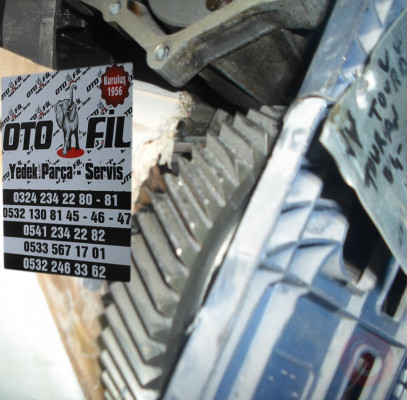 Kuruluş
1956
OTO FİL
Yedek Parça - Servis
0324 234 22 80 - 81
0532 130 81 45 - 46 - 47
0541 234 22 82
0533 567 17 01
0532 246 33 62